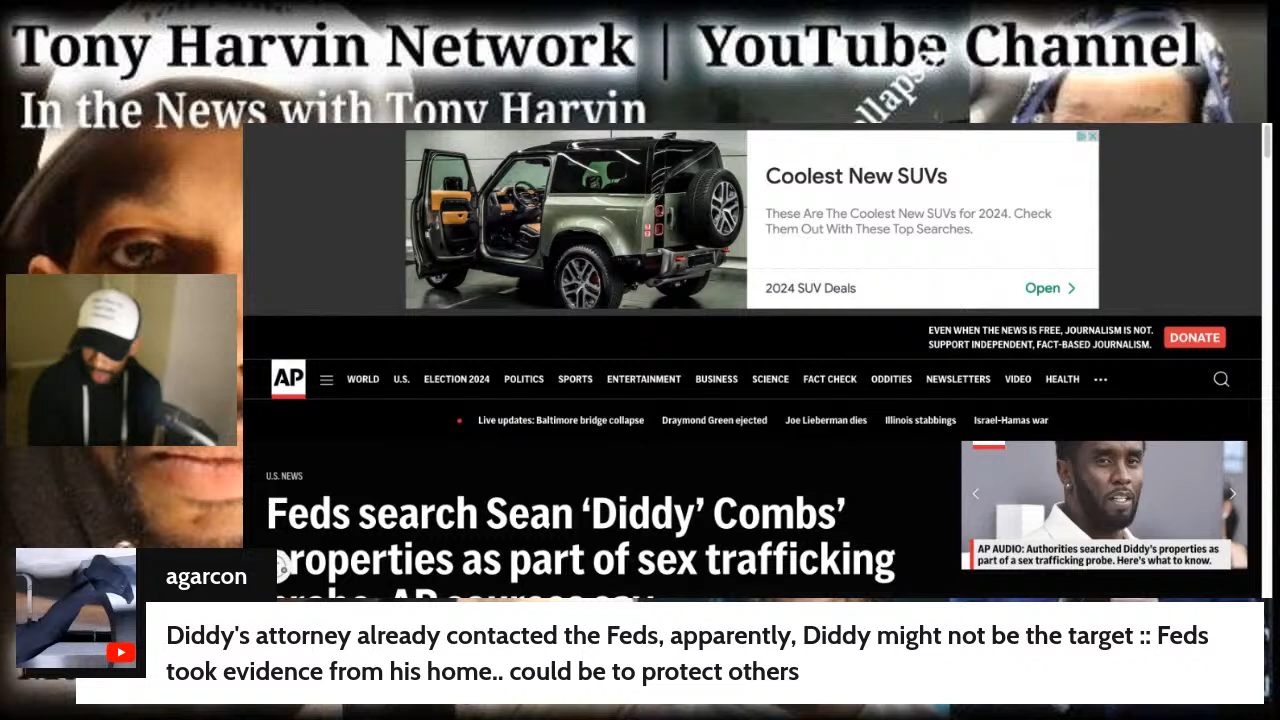 Tony Harvin Network | YouTube Channel
In the News with Tony Harvin
Coolest New SUVs
These Are The Coolest New SUVs for 2024. Check
Them Out With These Top Searches.
2024 SUV Deals
Open
EVEN WHEN THE NEWS IS FREE, JOURNALISM IS NOT.
SUPPORT INDEPENDENT, FACT-BASED JOURNALISM.
DONATE
AP
WORLD U.S. ELECTION 2024 POLITICS SPORTS ENTERTAINMENT BUSINESS SCIENCE FACT CHECK ODDITIES NEWSLETTERS VIDEO HEALTH
Live updates: Baltimore bridge collapse Draymond Green ejected Joe Lieberman dies Illinois stabbings Israel-Hamas war
U.S. NEWS
Feds search Sean ‘Diddy’ Combs’
properties as part of sex trafficking
probe, AP sources say
AP AUDIO: Authorities searched Diddy's properties as
part of a sex trafficking probe. Here's what to know.
agarcon
Diddy's attorney already contacted the Feds, apparently, Diddy might not be the target :: Feds
took evidence from his home.. could be to protect others